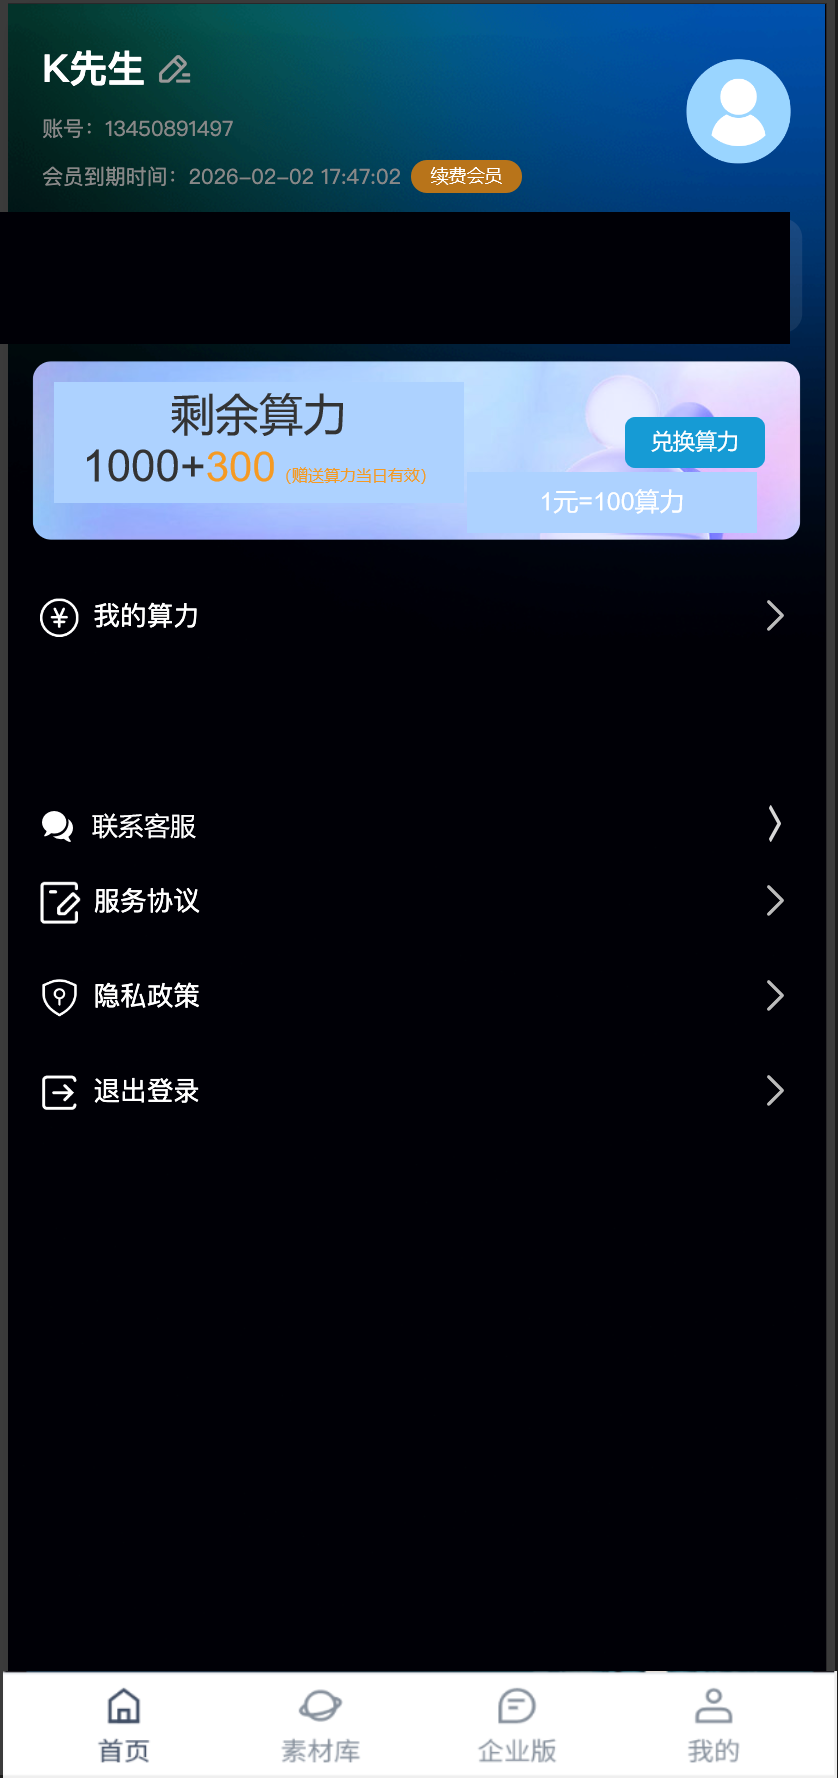 K先生
账号：13450891497
会员到期时间：2026-02-02 17:47:02 续费会员
剩余算力
1000+300（赠送算力当日有效）
兑换算力
1元=100算力
我的算力
联系客服
服务协议
隐私政策
退出登录
首页 素材库 企业版 我的